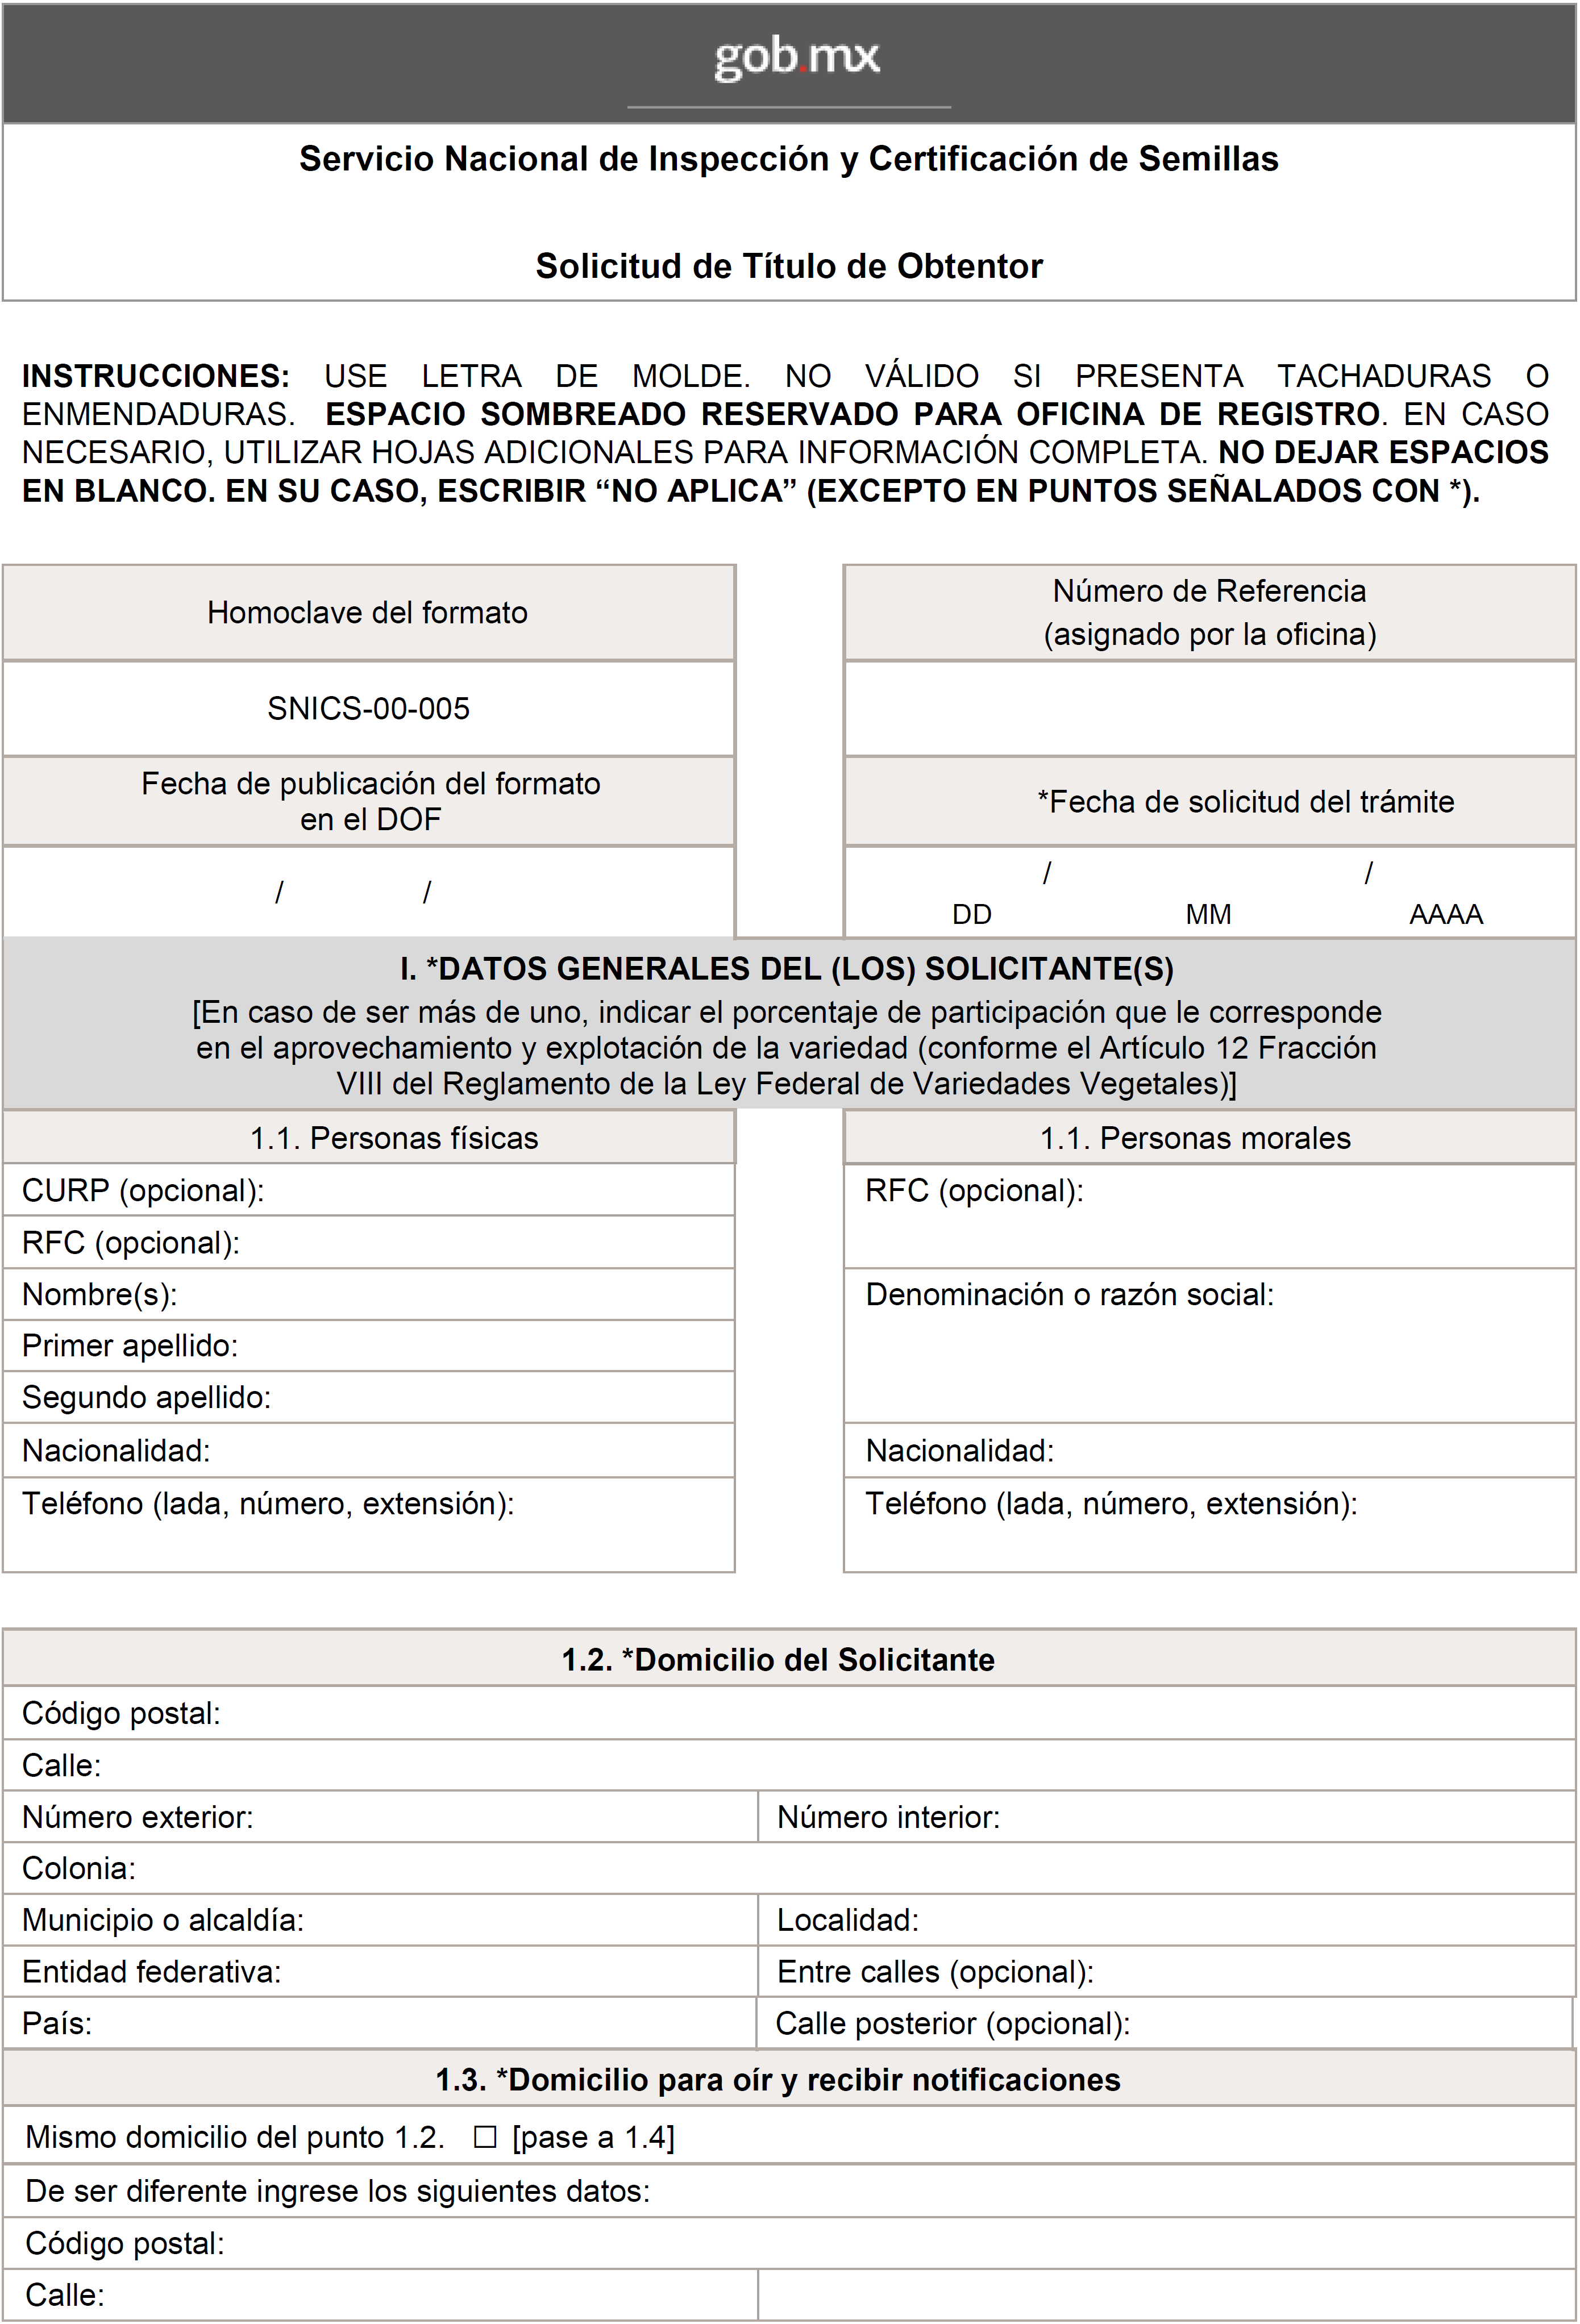 gob.mx
Servicio Nacional de Inspección y Certificación de Semillas
Solicitud de Título de Obtentor
INSTRUCCIONES: USE LETRA DE MOLDE. NO VÁLIDO SI PRESENTA TACHADURAS O
ENMENDADURAS. ESPACIO SOMBREADO RESERVADO PARA OFICINA DE REGISTRO. EN CASO
NECESARIO, UTILIZAR HOJAS ADICIONALES PARA INFORMACIÓN COMPLETA. NO DEJAR ESPACIOS
EN BLANCO. EN SU CASO, ESCRIBIR “NO APLICA” (EXCEPTO EN PUNTOS SEÑALADOS CON *).
Homoclave del formato
SNICS-00-005
Fecha de publicación del formato
en el DOF
/ /
Número de Referencia
(asignado por la oficina)
*Fecha de solicitud del trámite
/ /
DD MM AAAA
I. *DATOS GENERALES DEL (LOS) SOLICITANTE(S)
[En caso de ser más de uno, indicar el porcentaje de participación que le corresponde
en el aprovechamiento y explotación de la variedad (conforme el Artículo 12 Fracción
VIII del Reglamento de la Ley Federal de Variedades Vegetales)]
1.1. Personas físicas
CURP (opcional):
RFC (opcional):
Nombre(s):
Primer apellido:
Segundo apellido:
Nacionalidad:
Teléfono (lada, número, extensión):
1.1. Personas morales
RFC (opcional):
Denominación o razón social:
Nacionalidad:
Teléfono (lada, número, extensión):
1.2. *Domicilio del Solicitante
Código postal:
Calle:
Número exterior: Número interior:
Colonia:
Municipio o alcaldía: Localidad:
Entidad federativa: Entre calles (opcional):
País: Calle posterior (opcional):
1.3. *Domicilio para oír y recibir notificaciones
Mismo domicilio del punto 1.2. ☐ [pase a 1.4]
De ser diferente ingrese los siguientes datos:
Código postal:
Calle: